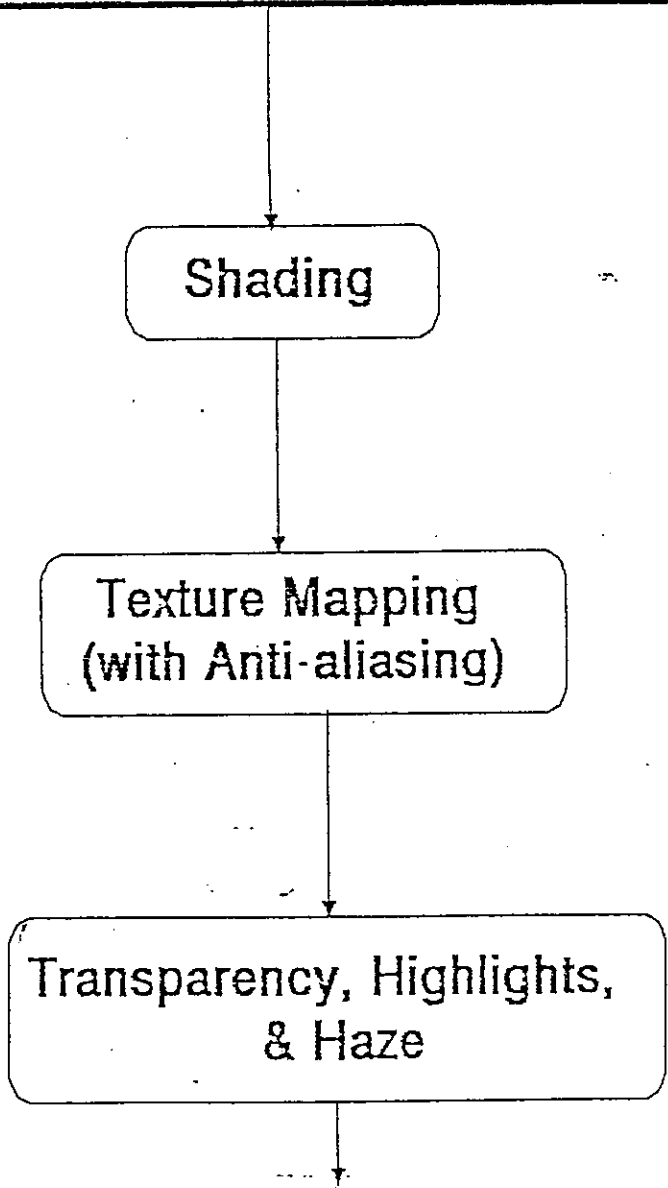 Shading
Texture Mapping
(with Anti-aliasing)
Transparency, Highlights,
& Haze